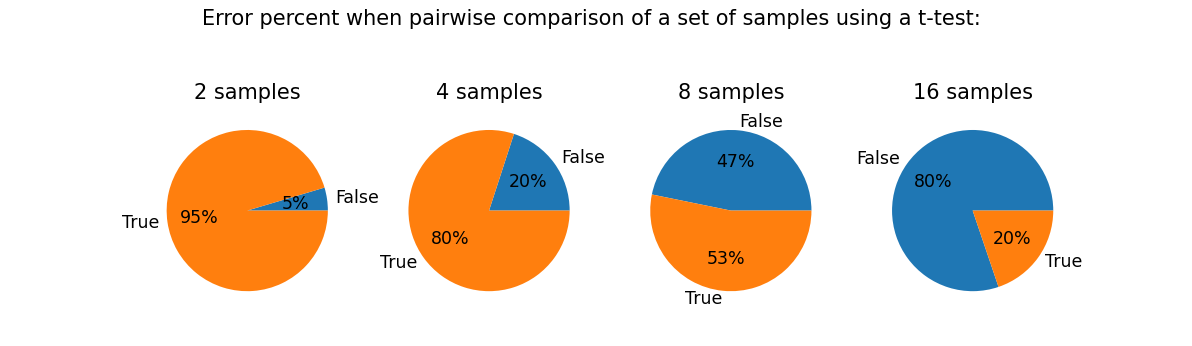 Error percent when pairwise comparison of a set of samples using a t-test:
2 samples
False
5%
95%
True
4 samples
False
20%
80%
True
8 samples
False
47%
53%
True
16 samples
False
80%
20%
True